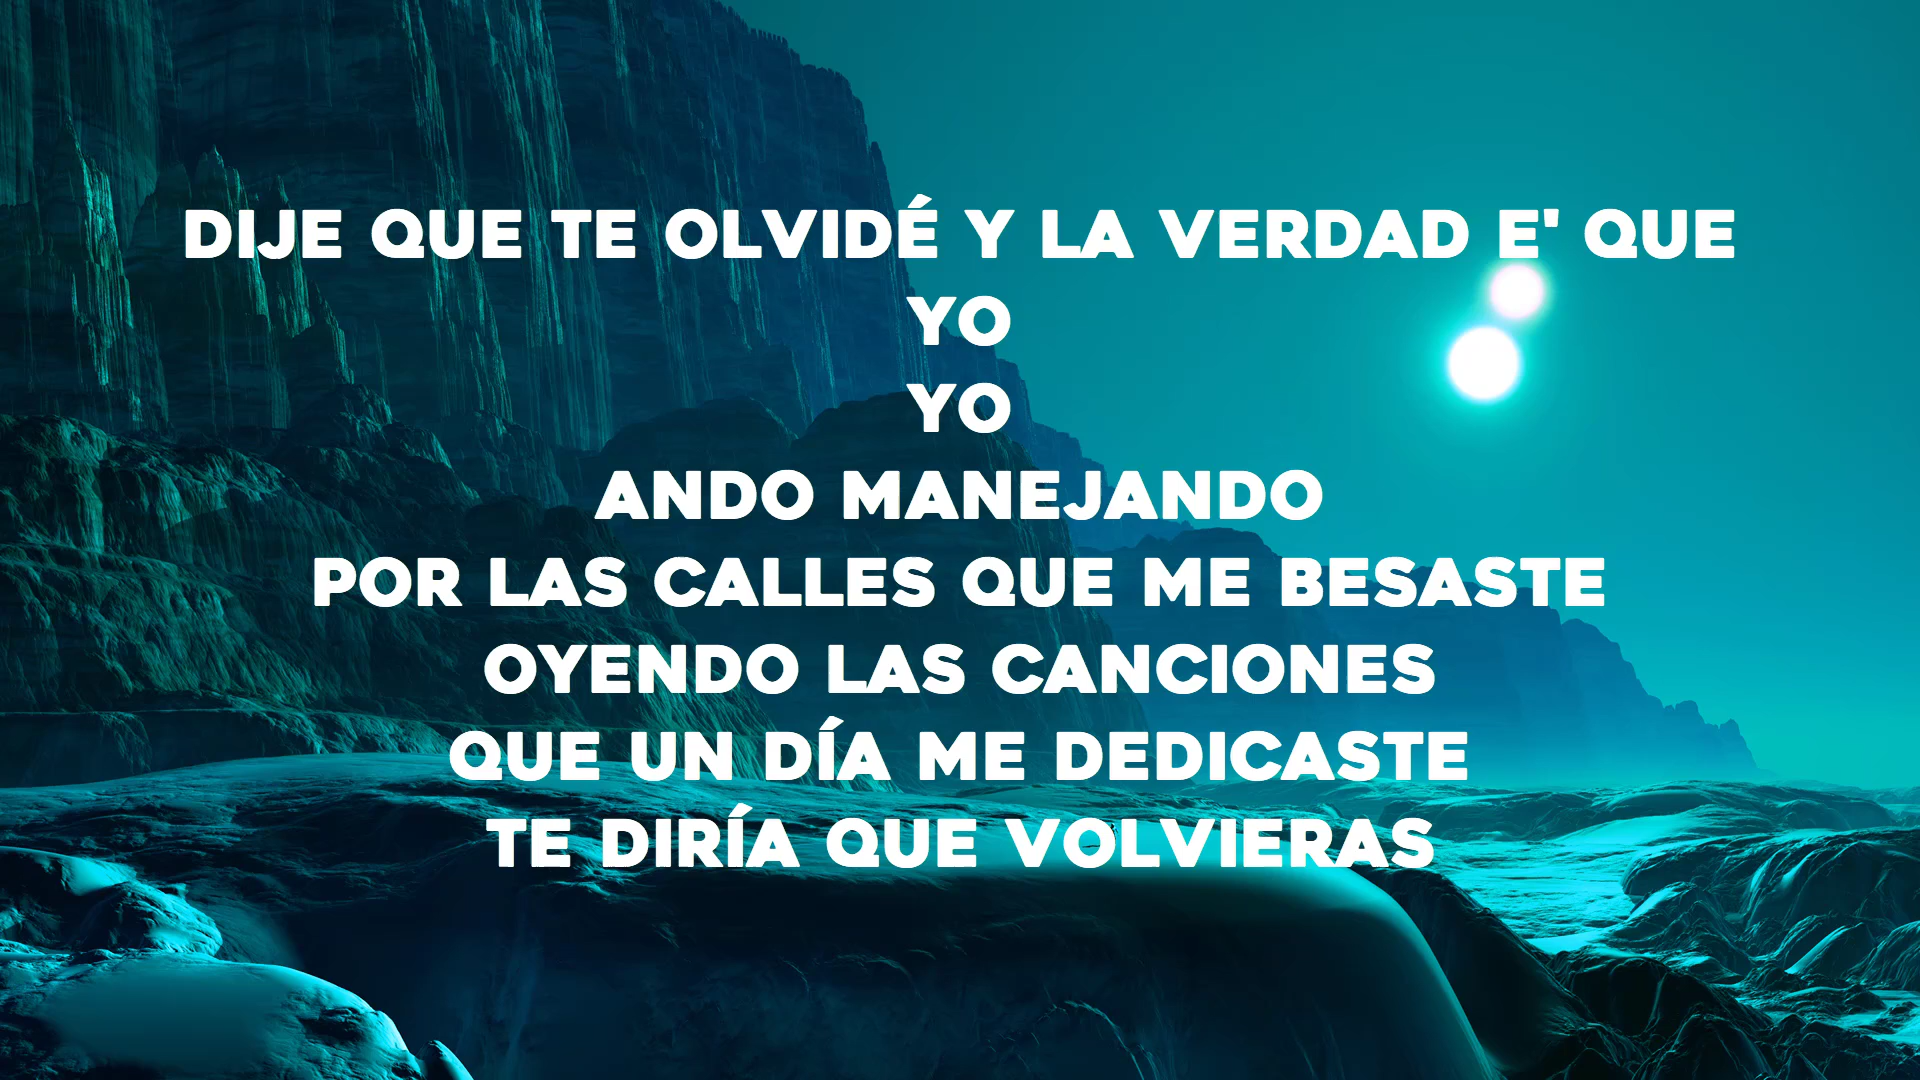 DIJE QUE TE OLVIDÉ Y LA VERDAD E' QUE
YO
YO
ANDO MANEJANDO
POR LAS CALLES QUE ME BESASTE
OYENDO LAS CANCIONES
QUE UN DÍA ME DEDICASTE
TE DIRÍA QUE VOLVIERAS